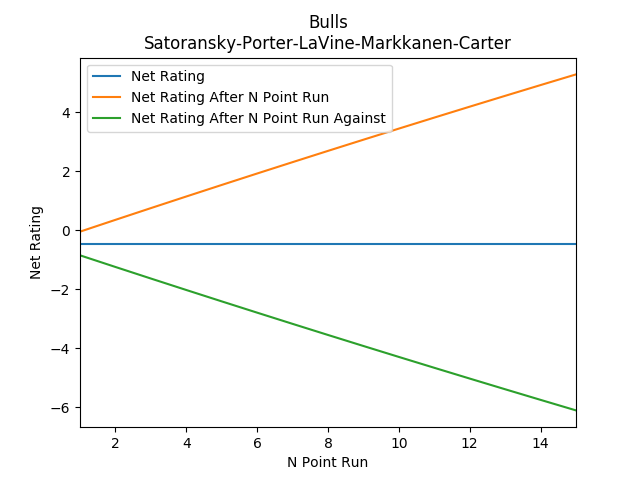 Bulls
Satoransky-Porter-LaVine-Markkanen-Carter
Net Rating
Net Rating After N Point Run
Net Rating After N Point Run Against
4
2
0
−2
−4
−6
Net Rating
2
4
6
8
10
12
14
N Point Run